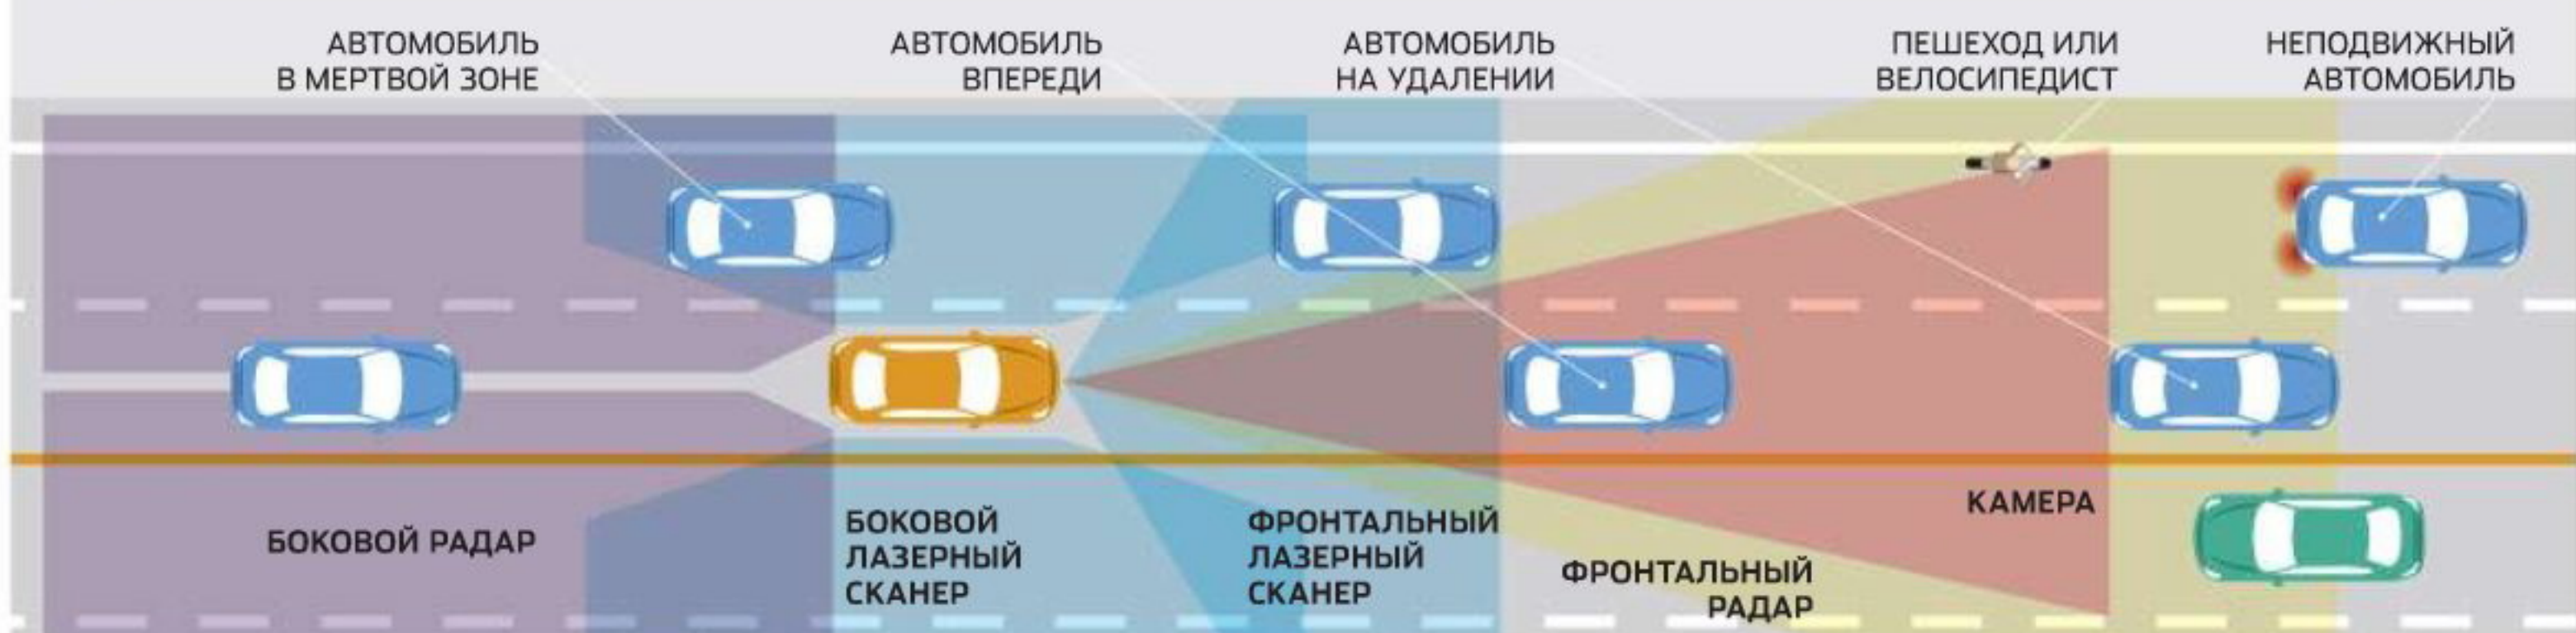 АВТОМОБИЛЬ
В МЕРТВОЙ ЗОНЕ
АВТОМОБИЛЬ
ВПЕРЕДИ
АВТОМОБИЛЬ
НА УДАЛЕНИИ
ПЕШЕХОД ИЛИ
ВЕЛОСИПЕДИСТ
НЕПОДВИЖНЫЙ
АВТОМОБИЛЬ
БОКОВОЙ РАДАР
БОКОВОЙ
ЛАЗЕРНЫЙ
СКАНЕР
ФРОНТАЛЬНЫЙ
ЛАЗЕРНЫЙ
СКАНЕР
ФРОНТАЛЬНЫЙ
РАДАР
КАМЕРА